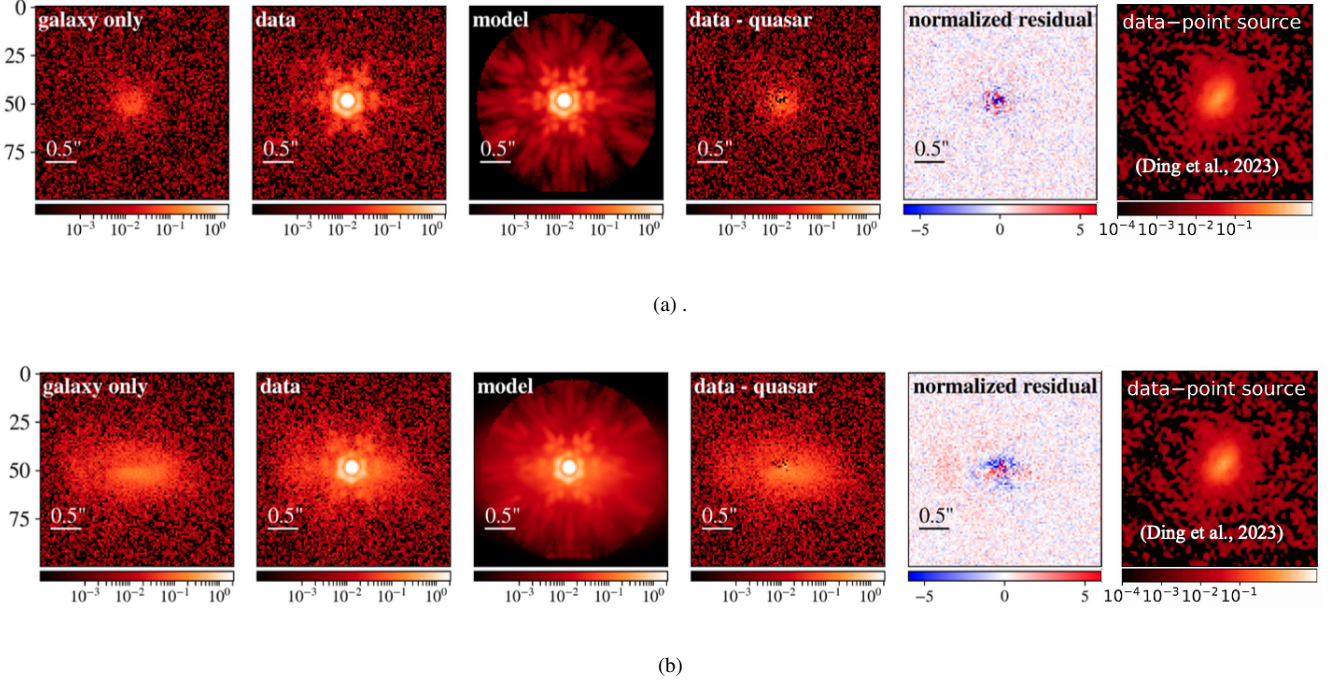 galaxy only data model data - quasar normalized residual data−point source
0
25
50
75
0.5" 0.5" 0.5" 0.5" 0.5" (Ding et al., 2023)
10⁻³ 10⁻² 10⁻¹ 10⁰ 10⁻³ 10⁻² 10⁻¹ 10⁰ 10⁻³ 10⁻² 10⁻¹ 10⁰ 10⁻³ 10⁻² 10⁻¹ 10⁰ −5 0 5 10⁻⁴ 10⁻³ 10⁻² 10⁻¹
(a) .
galaxy only data model data - quasar normalized residual data−point source
0
25
50
75
0.5" 0.5" 0.5" 0.5" 0.5" (Ding et al., 2023)
10⁻³ 10⁻² 10⁻¹ 10⁰ 10⁻³ 10⁻² 10⁻¹ 10⁰ 10⁻³ 10⁻² 10⁻¹ 10⁰ 10⁻³ 10⁻² 10⁻¹ 10⁰ −5 0 5 10⁻⁴ 10⁻³ 10⁻² 10⁻¹
(b)